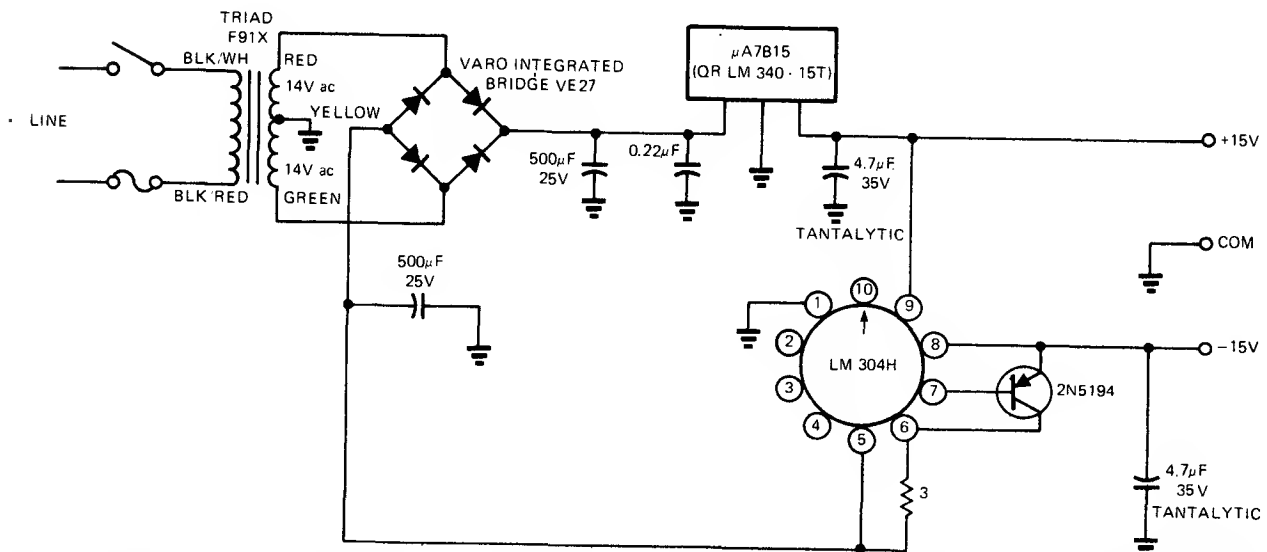 TRIAD
F91X
BLK/WH
RED
14V ac
YELLOW
LINE
14V ac
BLK/RED
GREEN
VARO INTEGRATED
BRIDGE VE27
μA7B15
(QR LM 340 - 15T)
500μF
25V
0.22μF
4.7μF
35V
TANTALYTIC
+15V
COM
500μF
25V
1
10
9
2
8
LM 304H
-15V
3
7
2N5194
4
6
5
3
4.7μF
35V
TANTALYTIC